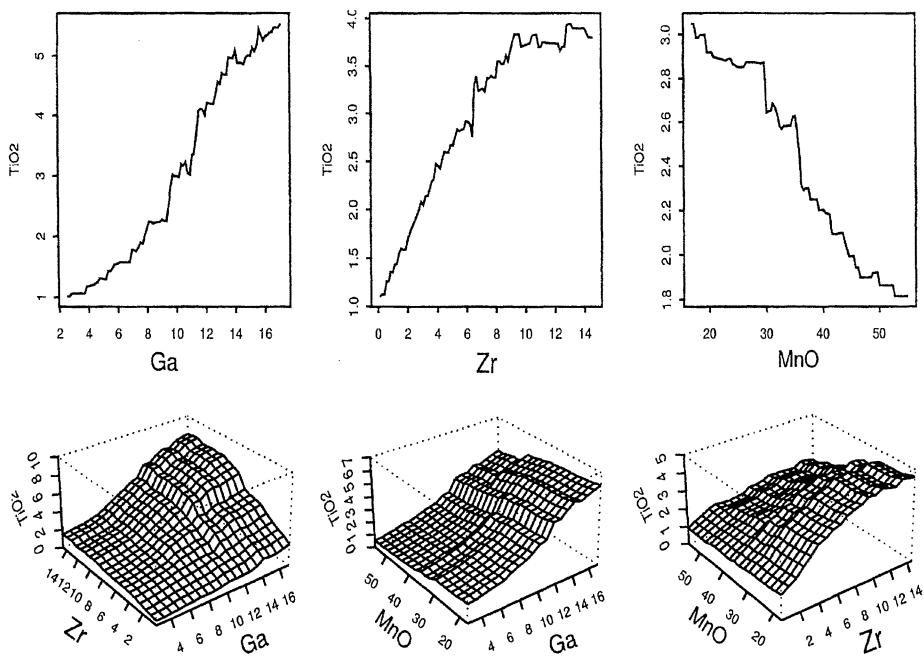 TiO2
1 2 3 4 5
2 4 6 8 10 12 14 16
Ga
TiO2
1.0 1.5 2.0 2.5 3.0 3.5 4.0
0 2 4 6 8 10 12 14
Zr
TiO2
1.8 2.0 2.2 2.4 2.6 2.8 3.0
20 30 40 50
MnO
TiO2
0 2 4 6 8 10
14 12 10 8 6 4 2
Zr
4 6 8 10 12 14 16
Ga
TiO2
0 1 2 3 4 5 6 7
50 40 30 20
MnO
4 6 8 10 12 14 16
Ga
TiO2
0 1 2 3 4 5
50 40 30 20
MnO
2 4 6 8 10 12 14
Zr